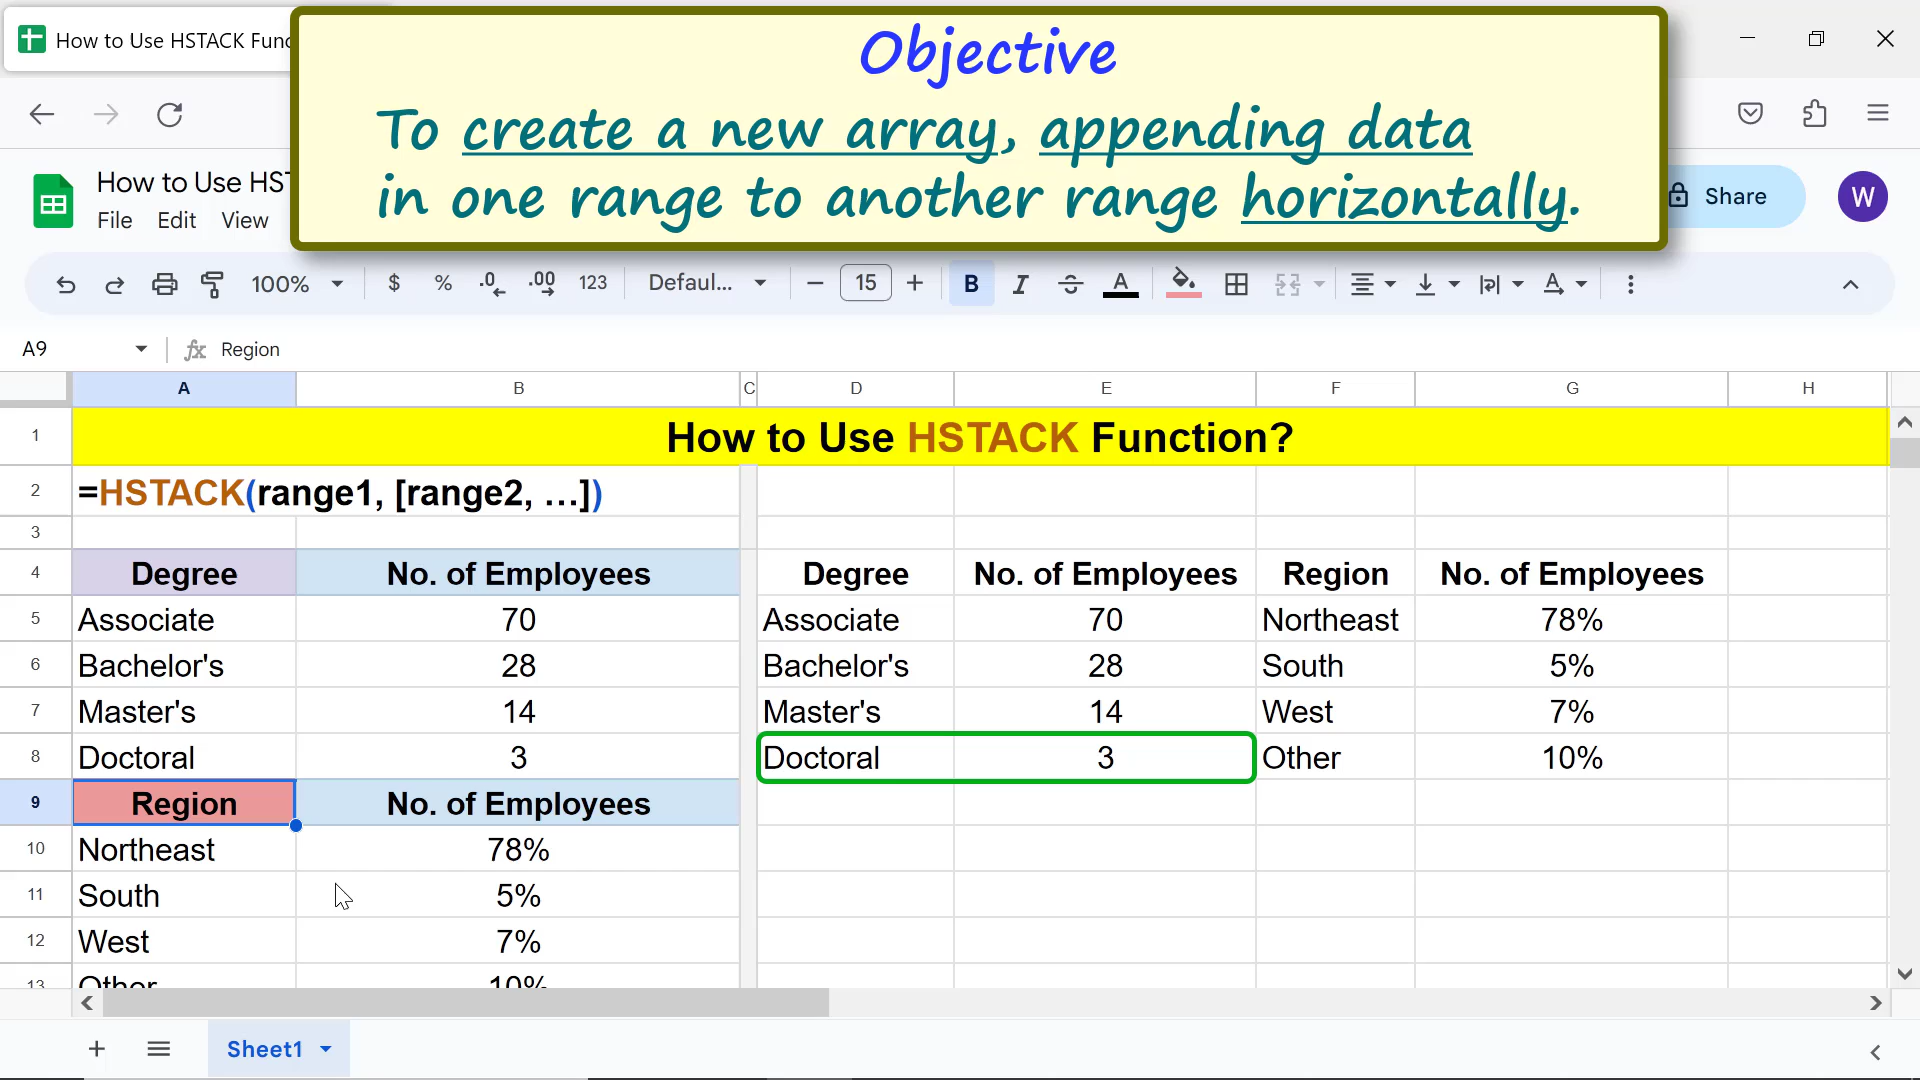 How to Use HSTACK Func
Objective
To create a new array, appending data
in one range to another range horizontally.
How to Use HST
File Edit View
Share
W
100% $ % .0 .00 123 Defaul... 15 B I A A
A9 Region
A B C D E F G H
1 How to Use HSTACK Function?
2 =HSTACK(range1, [range2, ...])
3
4 Degree No. of Employees Degree No. of Employees Region No. of Employees
5 Associate 70 Associate 70 Northeast 78%
6 Bachelor's 28 Bachelor's 28 South 5%
7 Master's 14 Master's 14 West 7%
8 Doctoral 3 Doctoral 3 Other 10%
9 Region No. of Employees
10 Northeast 78%
11 South 5%
12 West 7%
13 Other 10%
Sheet1